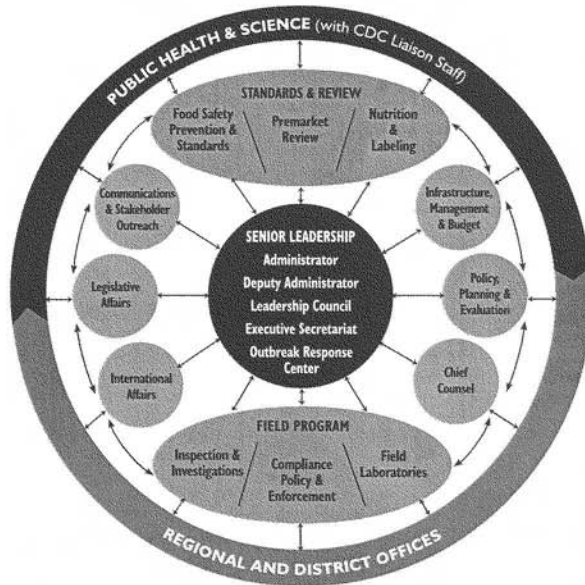 PUBLIC HEALTH & SCIENCE (with CDC Liaison Staff)
STANDARDS & REVIEW
Food Safety
Prevention &
Standards
Premarket
Review
Nutrition
&
Labeling
Communications
& Stakeholder
Outreach
Infrastructure,
Management
& Budget
SENIOR LEADERSHIP
Administrator
Deputy Administrator
Leadership Council
Executive Secretariat
Outbreak Response
Center
Legislative
Affairs
Policy,
Planning &
Evaluation
International
Affairs
Chief
Counsel
FIELD PROGRAM
Inspection &
Investigations
Compliance
Policy &
Enforcement
Field
Laboratories
REGIONAL AND DISTRICT OFFICES